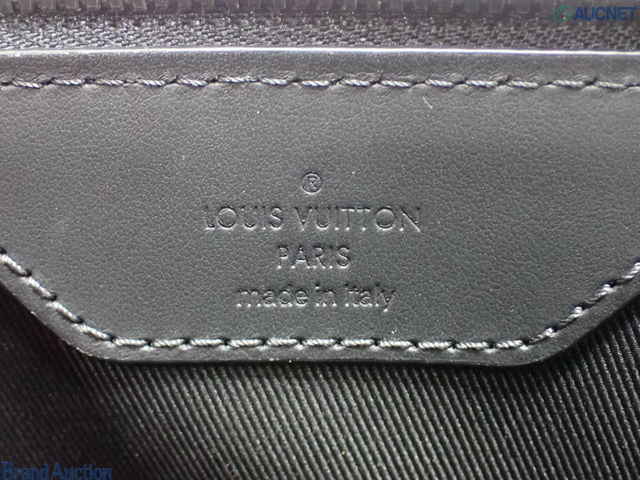 AUCNET
®
LOUIS VUITTON
PARIS
made in Italy
Brand Auction